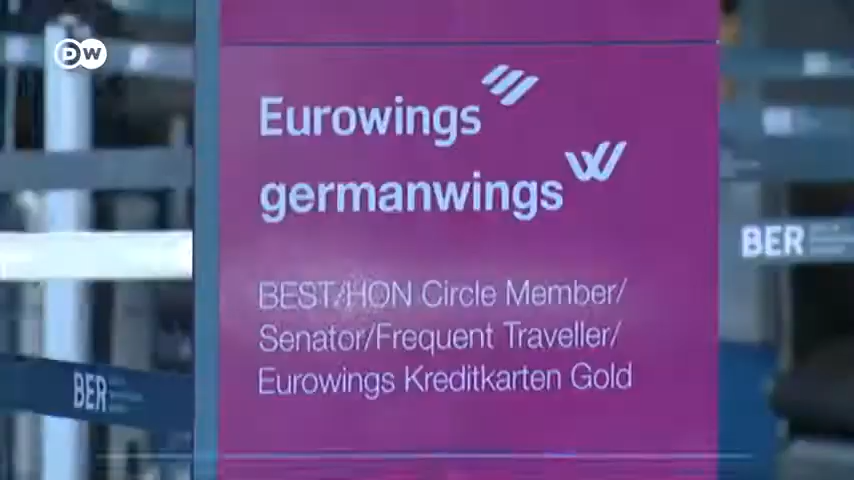 DW
Eurowings
germanwings
BER
BEST/HON Circle Member/
Senator/Frequent Traveller/
Eurowings Kreditkarten Gold
BER